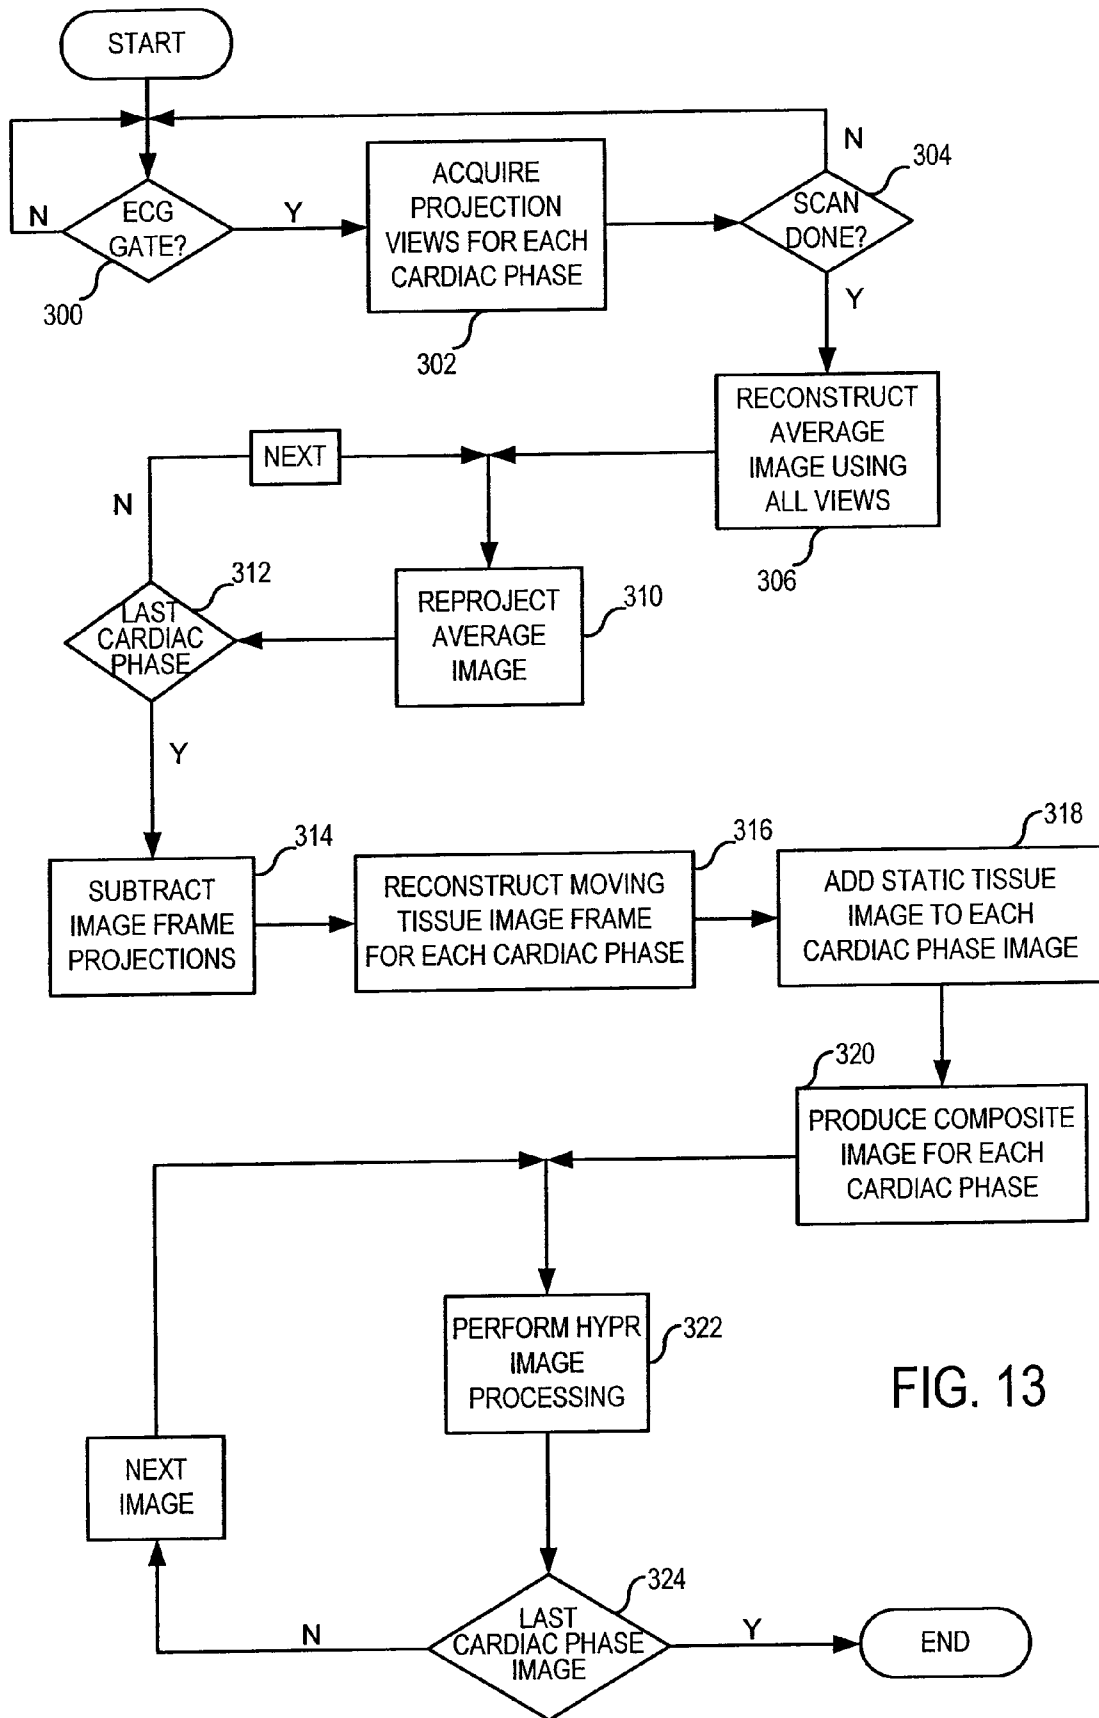 START
N
ECG
GATE?
300
Y
ACQUIRE
PROJECTION
VIEWS FOR EACH
CARDIAC PHASE
302
N
304
SCAN
DONE?
Y
RECONSTRUCT
AVERAGE
IMAGE USING
ALL VIEWS
306
NEXT
N
312
LAST
CARDIAC
PHASE
REPROJECT
AVERAGE
IMAGE
310
Y
314
SUBTRACT
IMAGE FRAME
PROJECTIONS
316
RECONSTRUCT MOVING
TISSUE IMAGE FRAME
FOR EACH CARDIAC PHASE
318
ADD STATIC TISSUE
IMAGE TO EACH
CARDIAC PHASE IMAGE
320
PRODUCE COMPOSITE
IMAGE FOR EACH
CARDIAC PHASE
PERFORM HYPR
IMAGE
PROCESSING
322
FIG. 13
NEXT
IMAGE
324
N
LAST
CARDIAC PHASE
IMAGE
Y
END